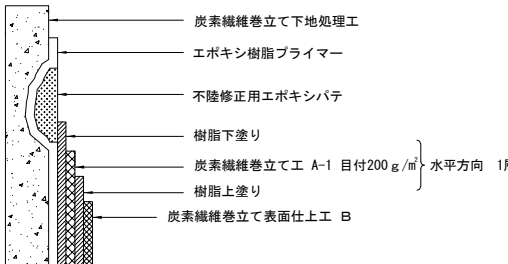 炭素繊維巻立て下地処理工
エポキシ樹脂プライマー
不陸修正用エポキシパテ
樹脂下塗り
炭素繊維巻立て工 A-1 目付200ｇ/㎡ 水平方向 1層
樹脂上塗り
炭素繊維巻立て表面仕上工 B